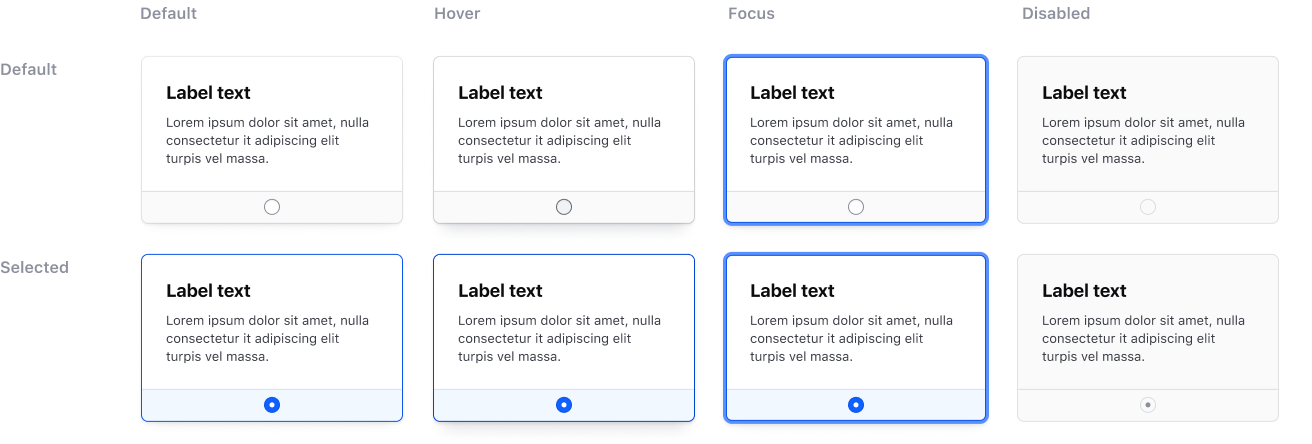 Default Hover Focus Disabled
Default
Label text Label text Label text Label text
Lorem ipsum dolor sit amet, nulla Lorem ipsum dolor sit amet, nulla Lorem ipsum dolor sit amet, nulla Lorem ipsum dolor sit amet, nulla
consectetur it adipiscing elit consectetur it adipiscing elit consectetur it adipiscing elit consectetur it adipiscing elit
turpis vel massa. turpis vel massa. turpis vel massa. turpis vel massa.
Selected
Label text Label text Label text Label text
Lorem ipsum dolor sit amet, nulla Lorem ipsum dolor sit amet, nulla Lorem ipsum dolor sit amet, nulla Lorem ipsum dolor sit amet, nulla
consectetur it adipiscing elit consectetur it adipiscing elit consectetur it adipiscing elit consectetur it adipiscing elit
turpis vel massa. turpis vel massa. turpis vel massa. turpis vel massa.